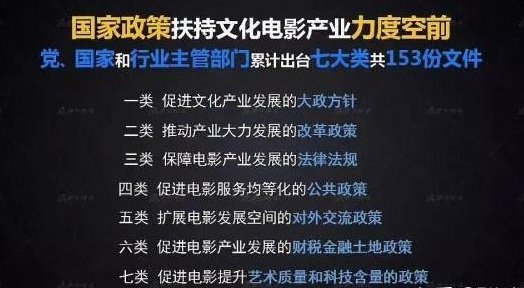 国家政策扶持文化电影产业力度空前
党、国家和行业主管部门累计出台七大类共153份文件
一类 促进文化产业发展的大政方针
二类 推动产业大力发展的改革政策
三类 保障电影产业发展的法律法规
四类 促进电影服务均等化的公共政策
五类 扩展电影发展空间的对外交流政策
六类 促进电影产业发展的财税金融土地政策
七类 促进电影提升艺术质量和科技含量的政策